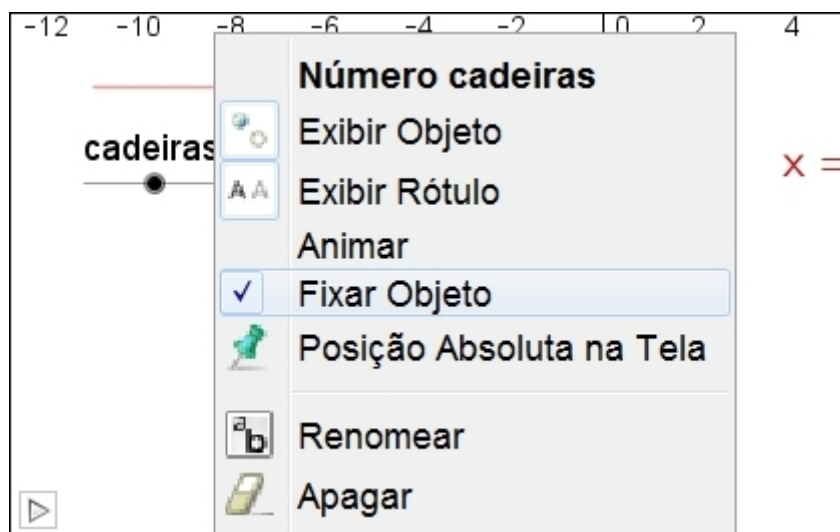 -12 -10 -8 -6 -4 -2 0 2 4
Número cadeiras
Exibir Objeto
cadeiras
x =
Exibir Rótulo
Animar
Fixar Objeto
Posição Absoluta na Tela
Renomear
Apagar